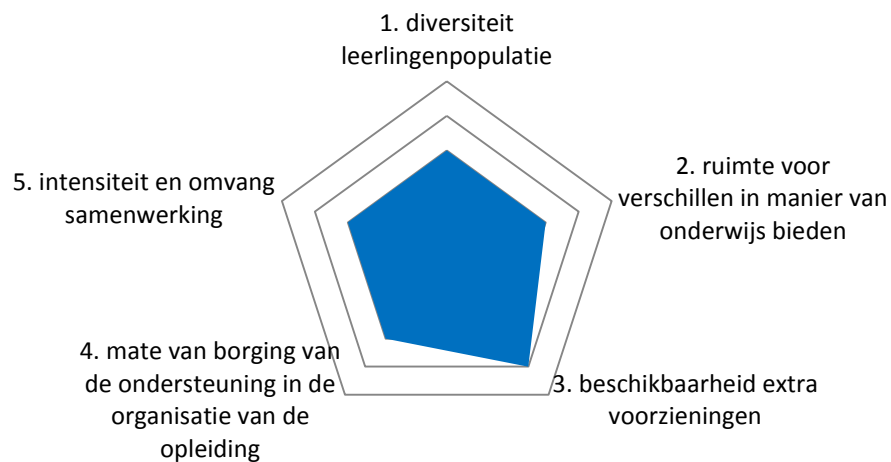 1. diversiteit
leerlingenpopulatie
2. ruimte voor
verschillen in manier van
onderwijs bieden
3. beschikbaarheid extra
voorzieningen
4. mate van borging van
de ondersteuning in de
organisatie van de
opleiding
5. intensiteit en omvang
samenwerking